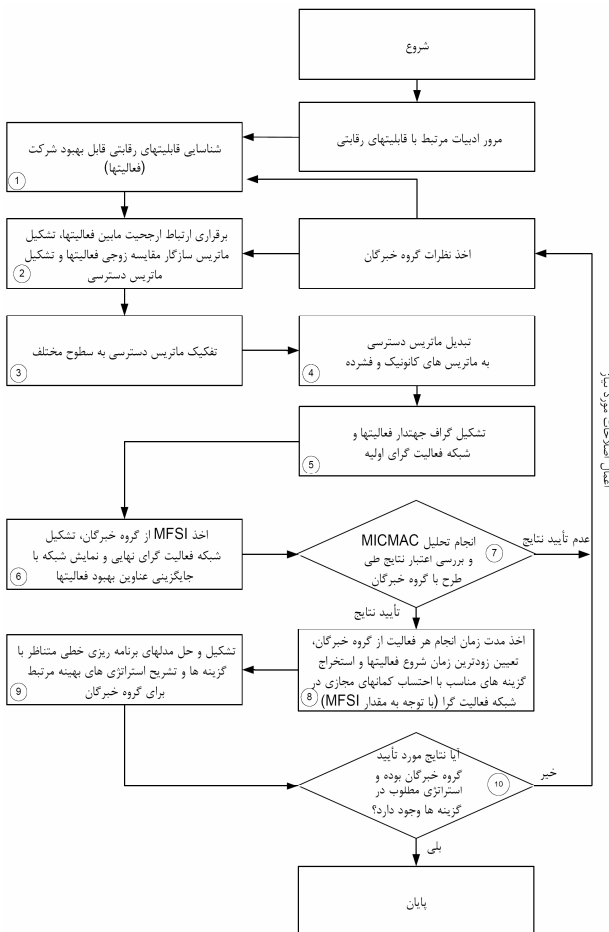 شروع
مرور ادبیات مرتبط با قابلیتهای رقابتی
شناسایی قابلیتهای رقابتی قابل بهبود شرکت
(فعالیتها)
1
اخذ نظرات گروه خبرگان
برقراری ارتباط ارجحیت مابین فعالیتها، تشکیل
ماتریس سازگار مقایسه زوجی فعالیتها و تشکیل
ماتریس دسترسی
2
تفکیک ماتریس دسترسی به سطوح مختلف
3
تبدیل ماتریس دسترسی
به ماتریس های کانونیک و فشرده
4
تشکیل گراف جهتدار فعالیتها و
شبکه فعالیت گرای اولیه
5
اخذ MFSI از گروه خبرگان، تشکیل
شبکه فعالیت گرای نهایی و نمایش شبکه با
جایگزینی عناوین بهبود فعالیتها
6
انجام تحلیل MICMAC
و بررسی اعتبار نتایج طی
طرح با گروه خبرگان
7
عدم تأیید نتایج
اعمال اصلاحات مورد نیاز
تأیید نتایج
اخذ مدت زمان انجام هر فعالیت از گروه خبرگان،
تعیین زودترین زمان شروع فعالیتها و استخراج
گزینه های مناسب با احتساب کمانهای مجازی در
شبکه فعالیت گرا (با توجه به مقدار MFSI)
8
تشکیل و حل مدلهای برنامه ریزی خطی متناظر با
گزینه ها و تشریح استراتژی های بهینه مرتبط
برای گروه خبرگان
9
آیا نتایج مورد تأیید
گروه خبرگان بوده و
استراتژی مطلوب در
گزینه ها وجود دارد؟
10
خیر
بلی
پایان